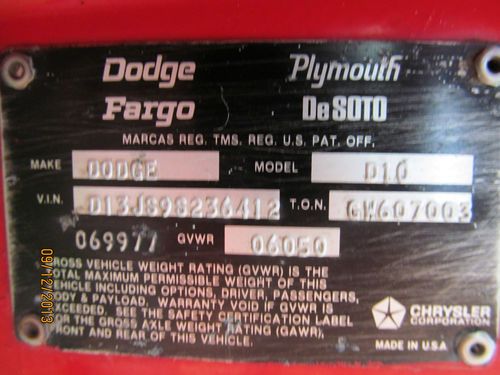 Dodge Plymouth
Fargo DeSOTO
MARCAS REG. TMS. REG. U.S. PAT. OFF.
MAKE DODGE MODEL D10
V.I.N. D13JS9S236412 T.O.N. GW607003
069977 GVWR 06050
GROSS VEHICLE WEIGHT RATING (GVWR) IS THE
TOTAL MAXIMUM PERMISSIBLE WEIGHT OF THIS
VEHICLE INCLUDING OPTIONS, DRIVER, PASSENGERS,
BODY & PAYLOAD. WARRANTY VOID IF GVWR IS
EXCEEDED. SEE THE SAFETY CERTIFICATION LABEL
FOR THE GROSS AXLE WEIGHT RATING (GAWR),
FRONT AND REAR OF THIS VEHICLE.
CHRYSLER
CORPORATION
MADE IN U.S.A
09/12/2013